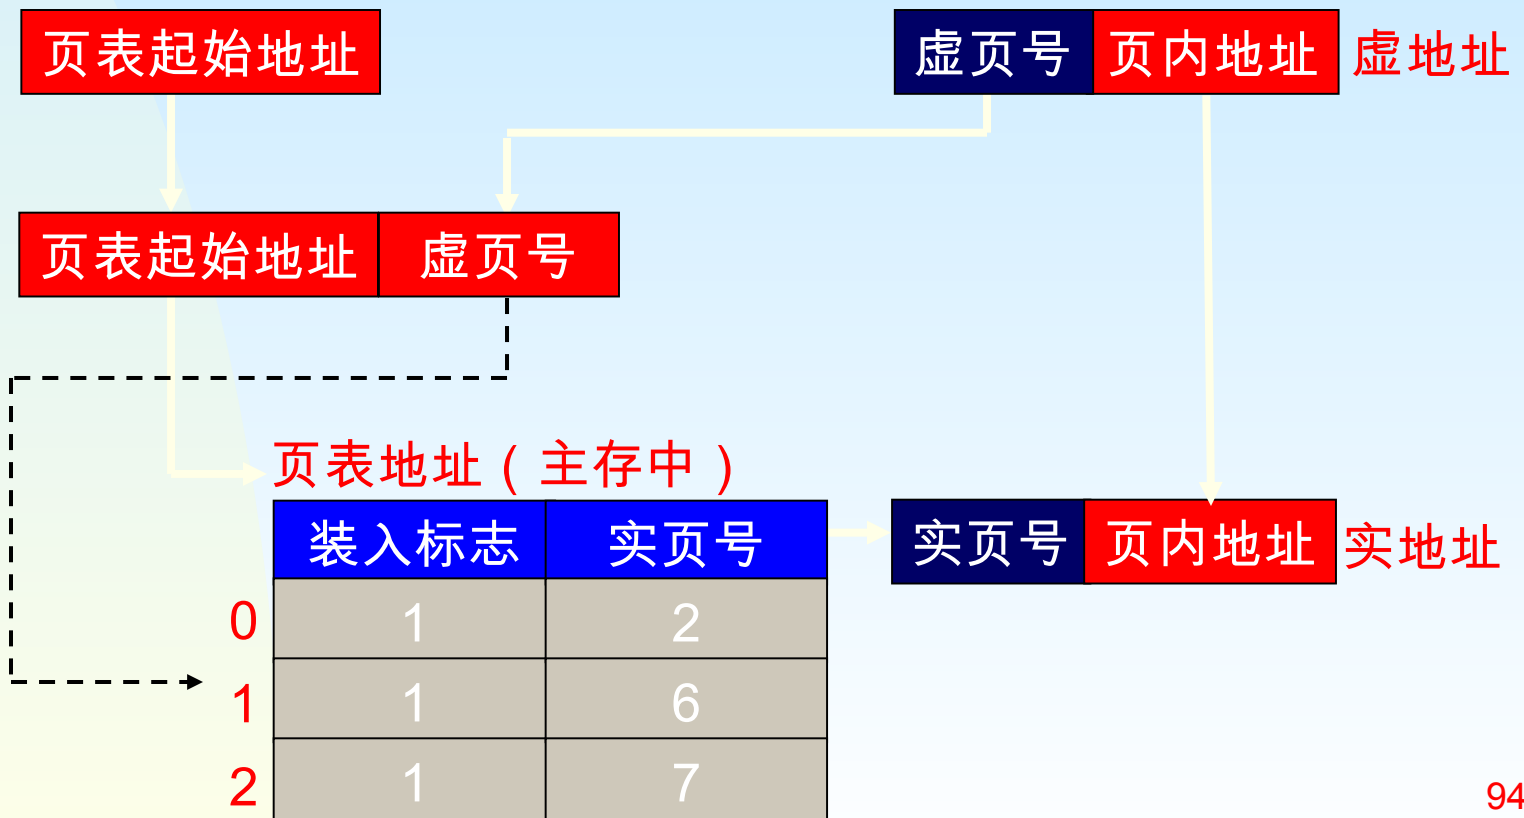 页表起始地址
虚页号 页内地址 虚地址
页表起始地址 虚页号
页表地址（主存中）
装入标志 实页号
实页号 页内地址 实地址
0 1 2
1 1 6
2 1 7
94